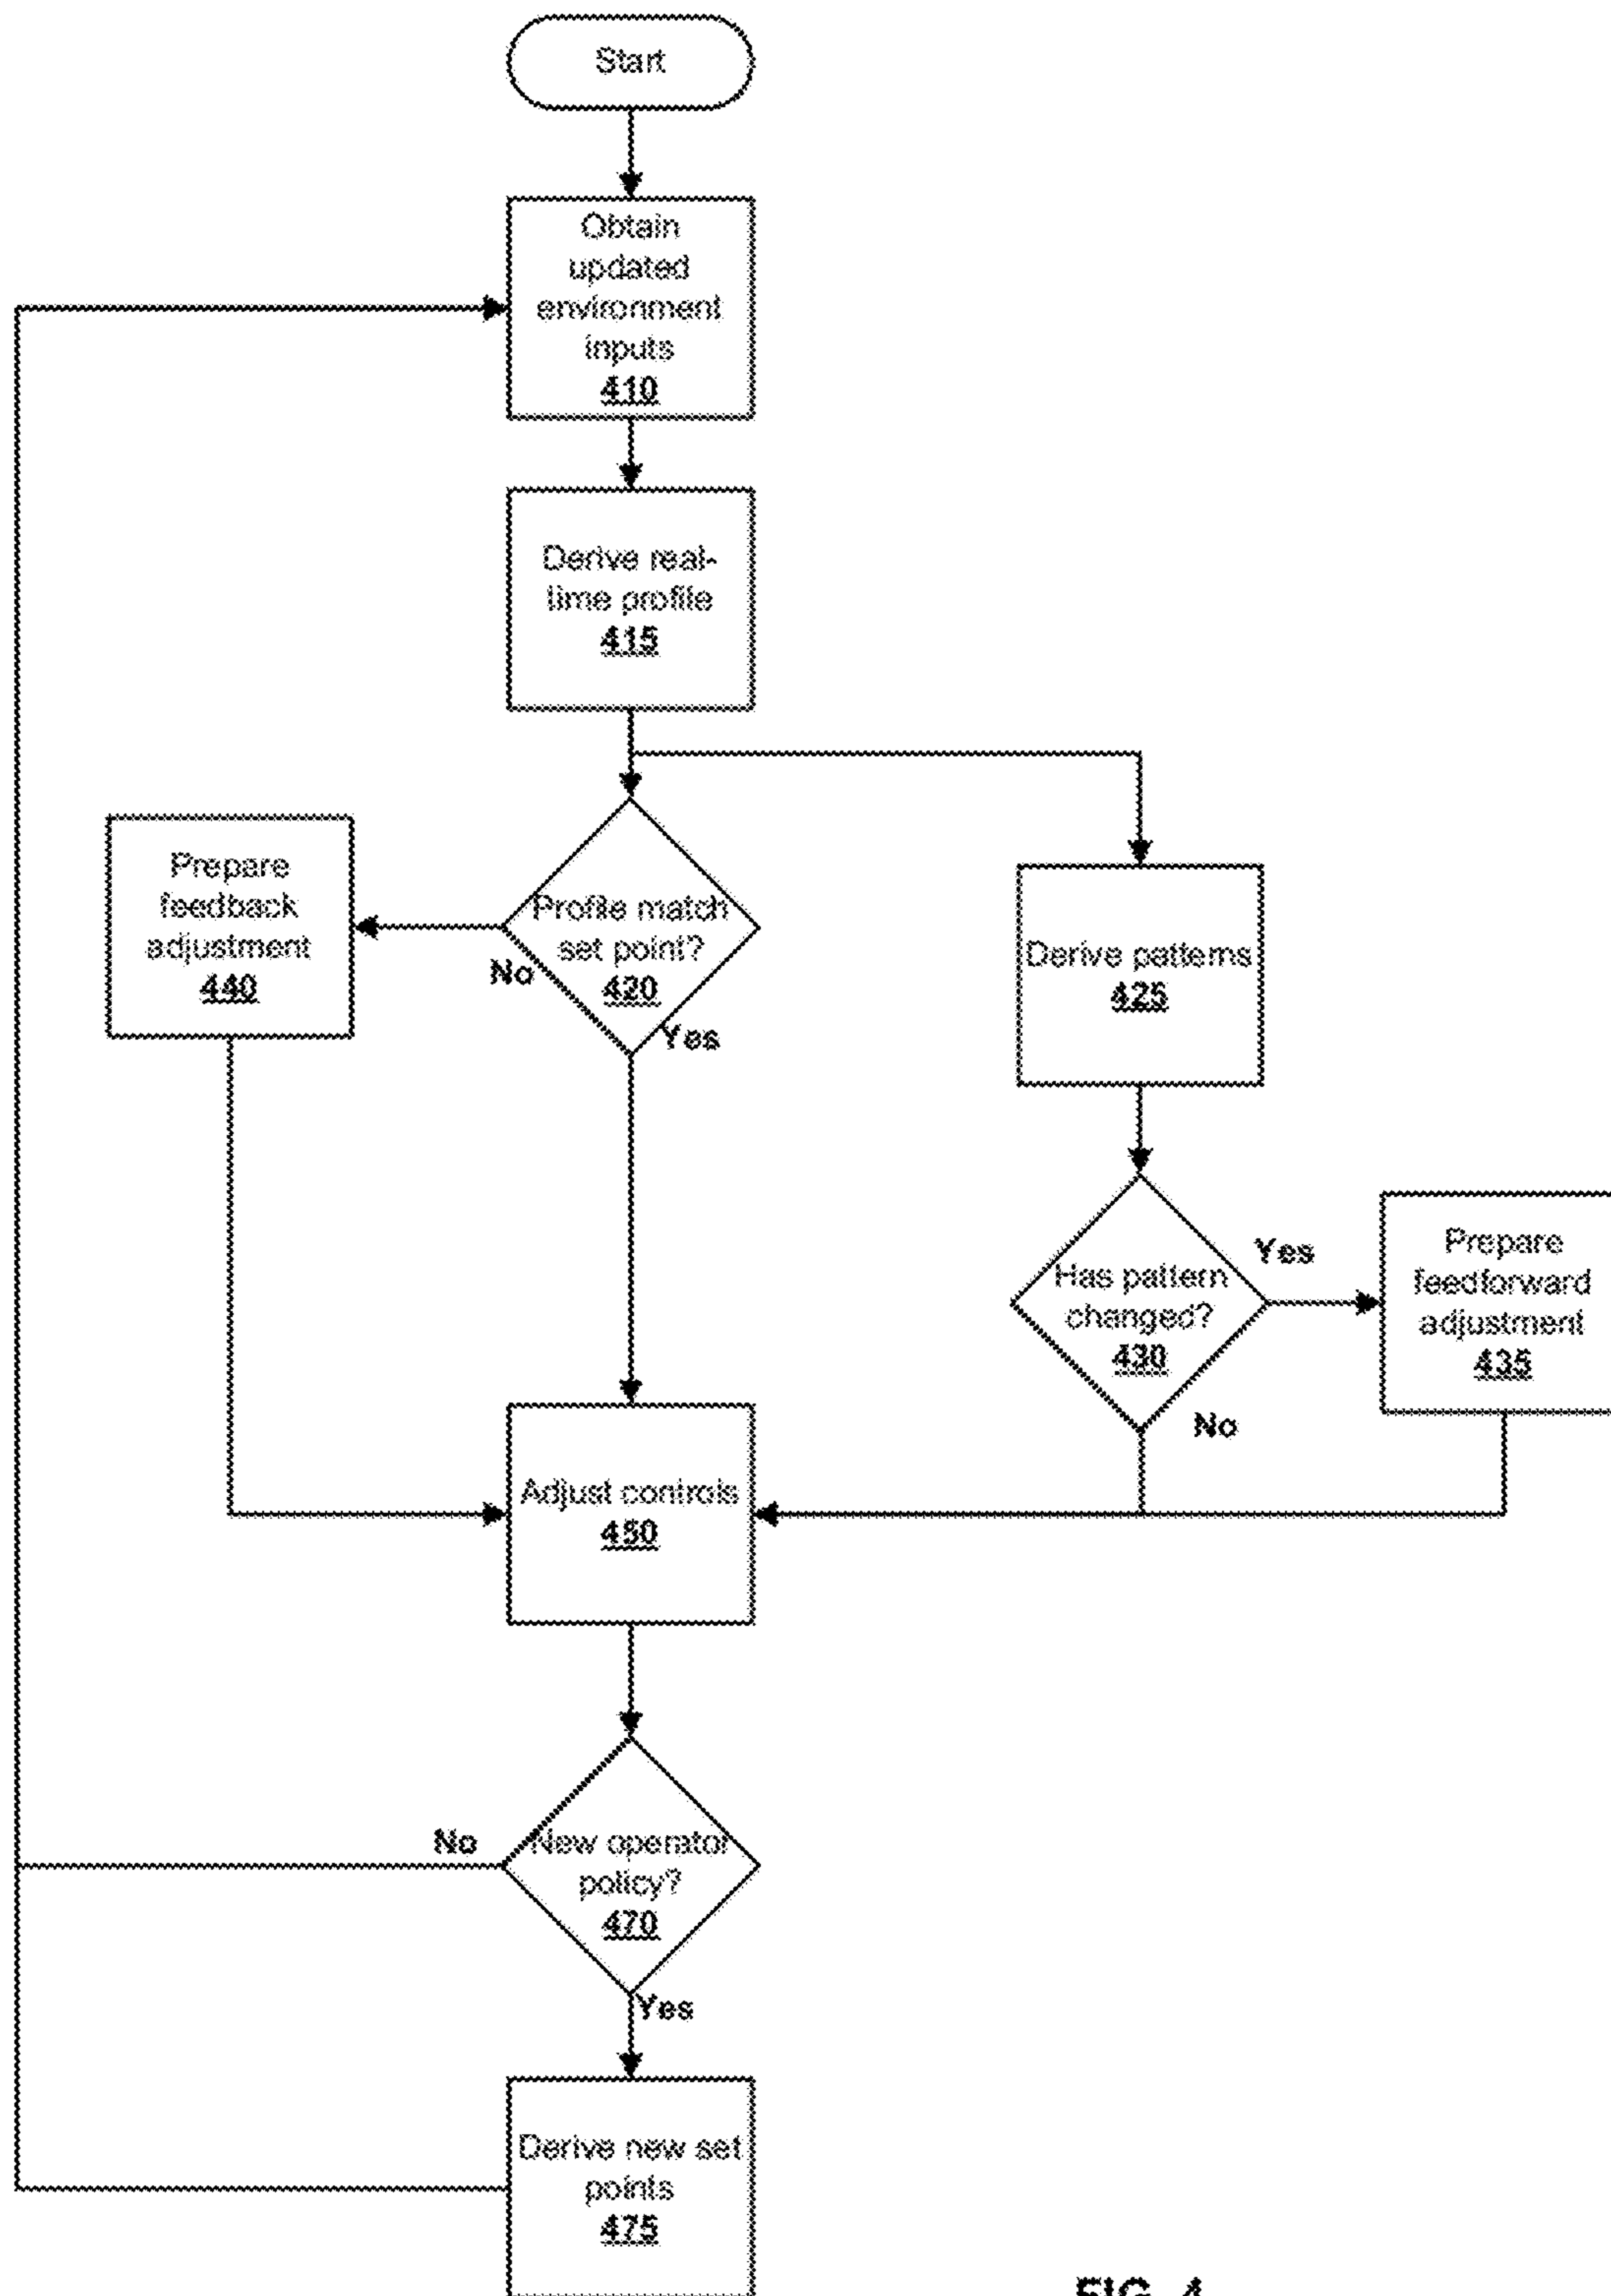 Start
Obtain
updated
environment
inputs
410
Derive real-
time profile
415
Prepare
feedback
adjustment
440
Profile match
set point?
420
No
Yes
Derive patterns
425
Has pattern
changed?
430
Yes
No
Prepare
feedforward
adjustment
435
Adjust controls
450
New operator
policy?
470
No
Yes
Derive new set
points
475
FIG. 4